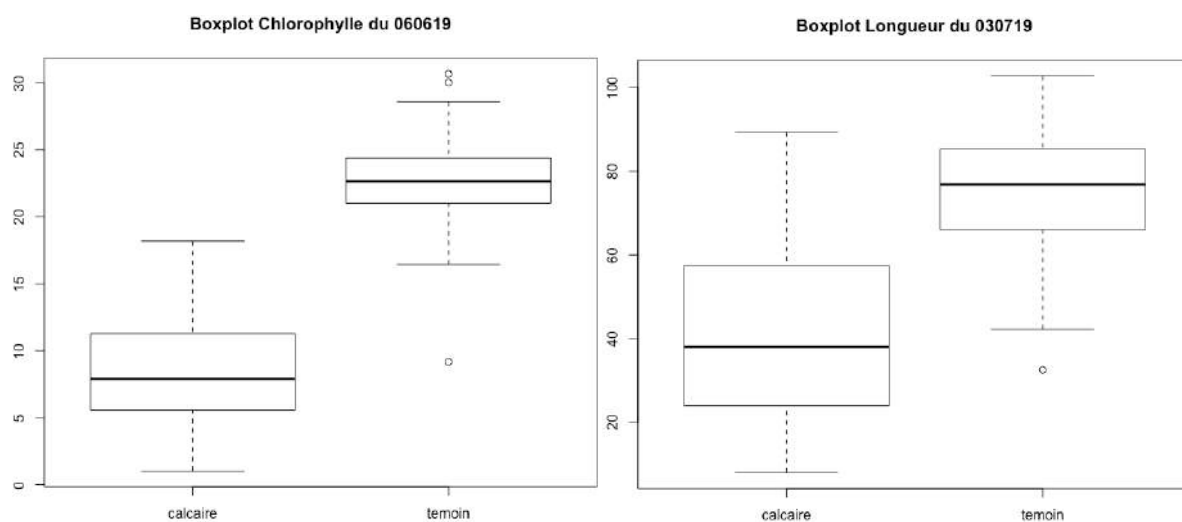 Boxplot Chlorophylle du 060619
30
25
20
15
10
5
0
calcaire
temoin
Boxplot Longueur du 030719
100
80
60
40
20
calcaire
temoin